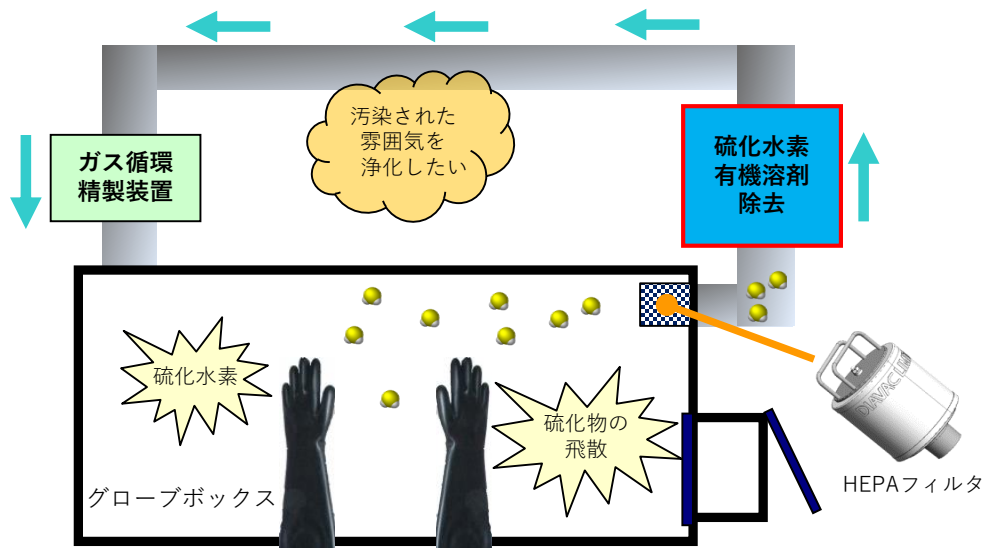 汚染された
雰囲気を
浄化したい
ガス循環
精製装置
硫化水素
有機溶剤
除去
硫化水素
硫化物の
飛散
グローブボックス
DIAVAC LIMI
HEPAフィルタ